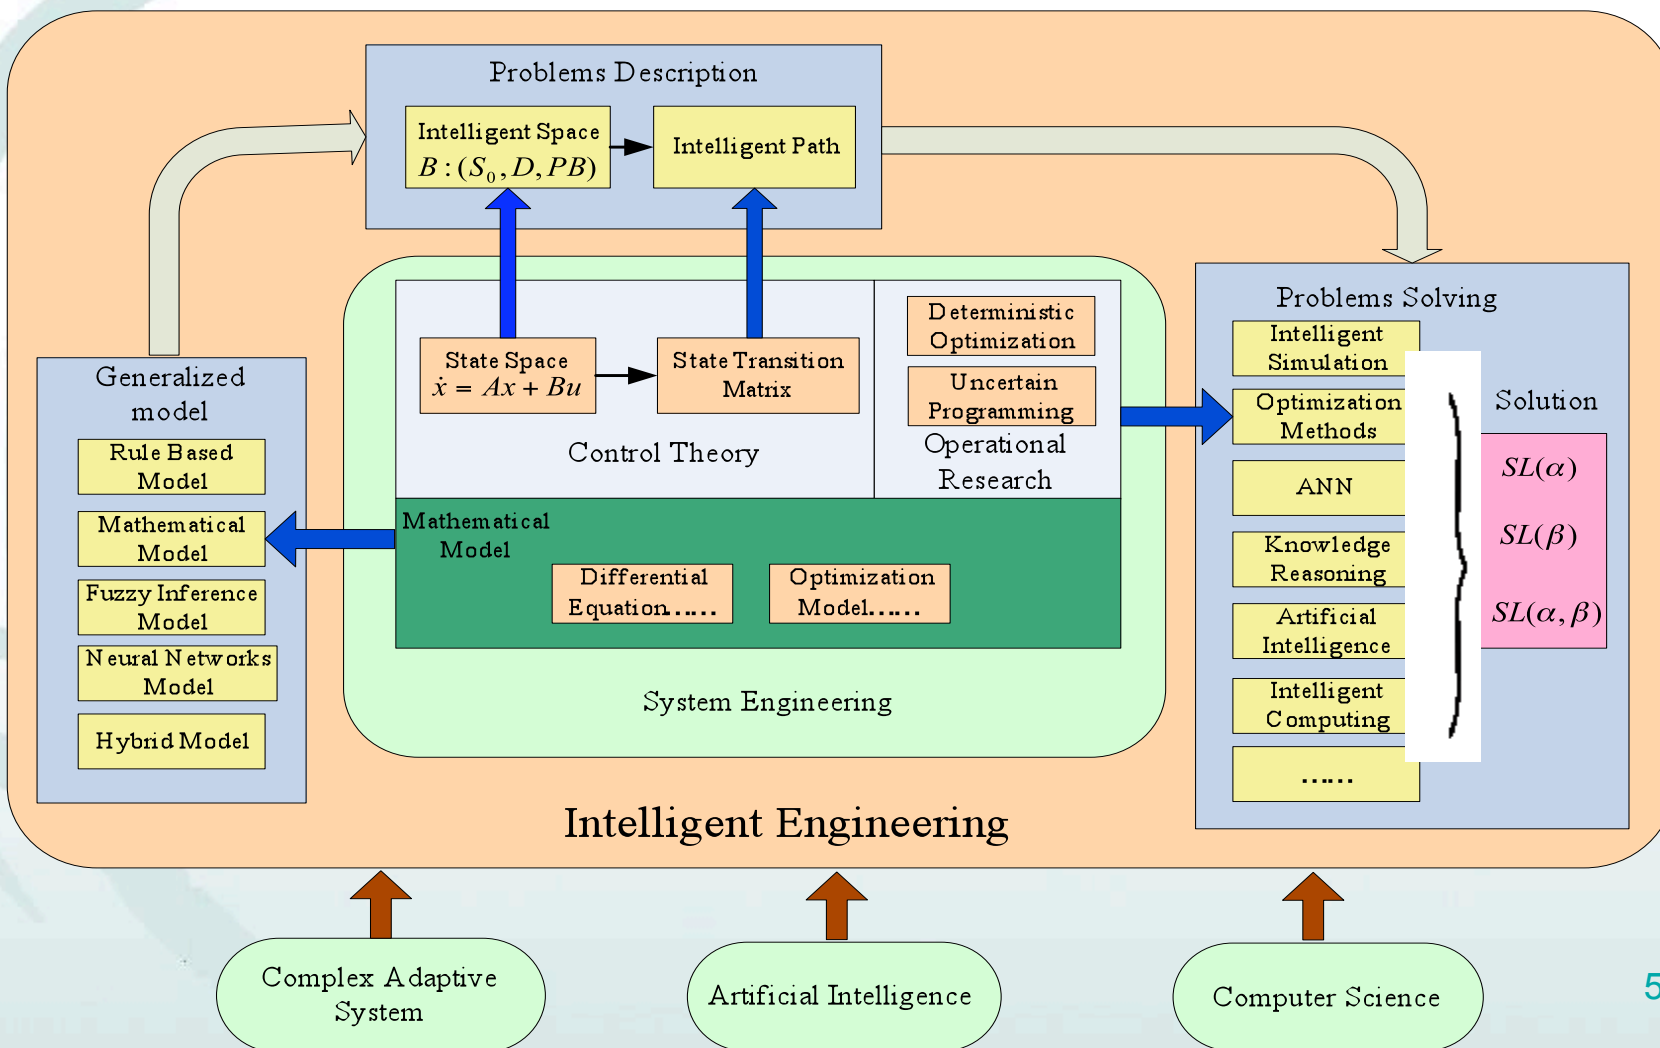 Problems Description
Intelligent Space
B : (S₀, D, PB)
Intelligent Path
Generalized
model
Rule Based
Model
Mathematical
Model
Fuzzy Inference
Model
Neural Networks
Model
Hybrid Model
State Space
ẋ = Ax + Bu
State Transition
Matrix
Control Theory
Deterministic
Optimization
Uncertain
Programming
Operational
Research
Mathematical
Model
Differential
Equation……
Optimization
Model……
System Engineering
Problems Solving
Intelligent
Simulation
Optimization
Methods
ANN
Knowledge
Reasoning
Artificial
Intelligence
Intelligent
Computing
……
Solution
SL(α)
SL(β)
SL(α, β)
Intelligent Engineering
Complex Adaptive
System
Artificial Intelligence
Computer Science
5